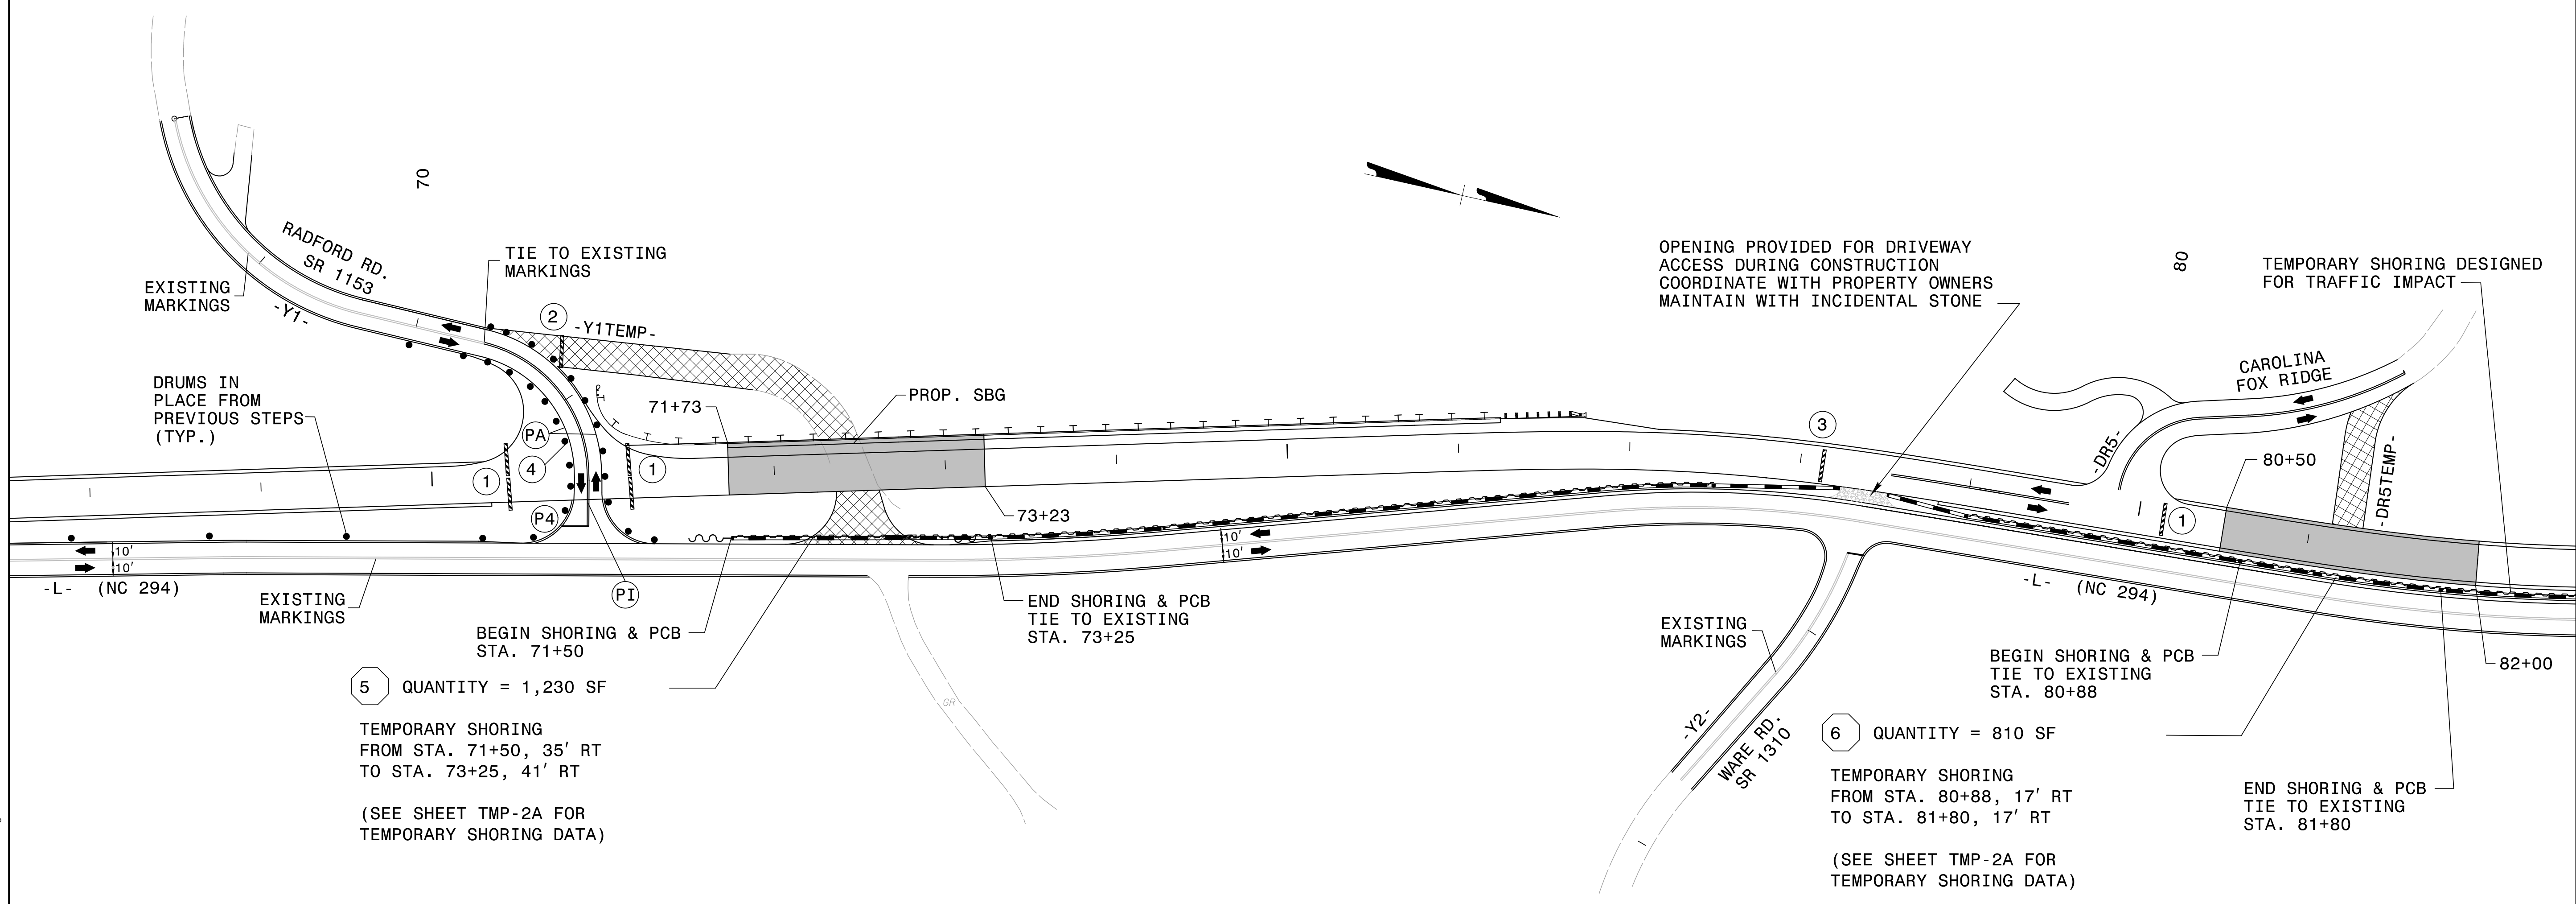 70
RADFORD RD.
SR 1153
EXISTING
MARKINGS
-Y1-
TIE TO EXISTING
MARKINGS
2
-Y1TEMP-
DRUMS IN
PLACE FROM
PREVIOUS STEPS
(TYP.)
71+73
PROP. SBG
PA
4
1
1
P4
PI
73+23
10'
10'
-L- (NC 294)
EXISTING
MARKINGS
10'
10'
BEGIN SHORING & PCB
STA. 71+50
END SHORING & PCB
TIE TO EXISTING
STA. 73+25
5 QUANTITY = 1,230 SF
TEMPORARY SHORING
FROM STA. 71+50, 35' RT
TO STA. 73+25, 41' RT
(SEE SHEET TMP-2A FOR
TEMPORARY SHORING DATA)
GR
OPENING PROVIDED FOR DRIVEWAY
ACCESS DURING CONSTRUCTION
COORDINATE WITH PROPERTY OWNERS
MAINTAIN WITH INCIDENTAL STONE
80
TEMPORARY SHORING DESIGNED
FOR TRAFFIC IMPACT
3
CAROLINA
FOX RIDGE
-DR5-
-DR5TEMP-
80+50
1
-L- (NC 294)
EXISTING
MARKINGS
-Y2-
WARE RD.
SR 1310
BEGIN SHORING & PCB
TIE TO EXISTING
STA. 80+88
82+00
6 QUANTITY = 810 SF
TEMPORARY SHORING
FROM STA. 80+88, 17' RT
TO STA. 81+80, 17' RT
(SEE SHEET TMP-2A FOR
TEMPORARY SHORING DATA)
END SHORING & PCB
TIE TO EXISTING
STA. 81+80